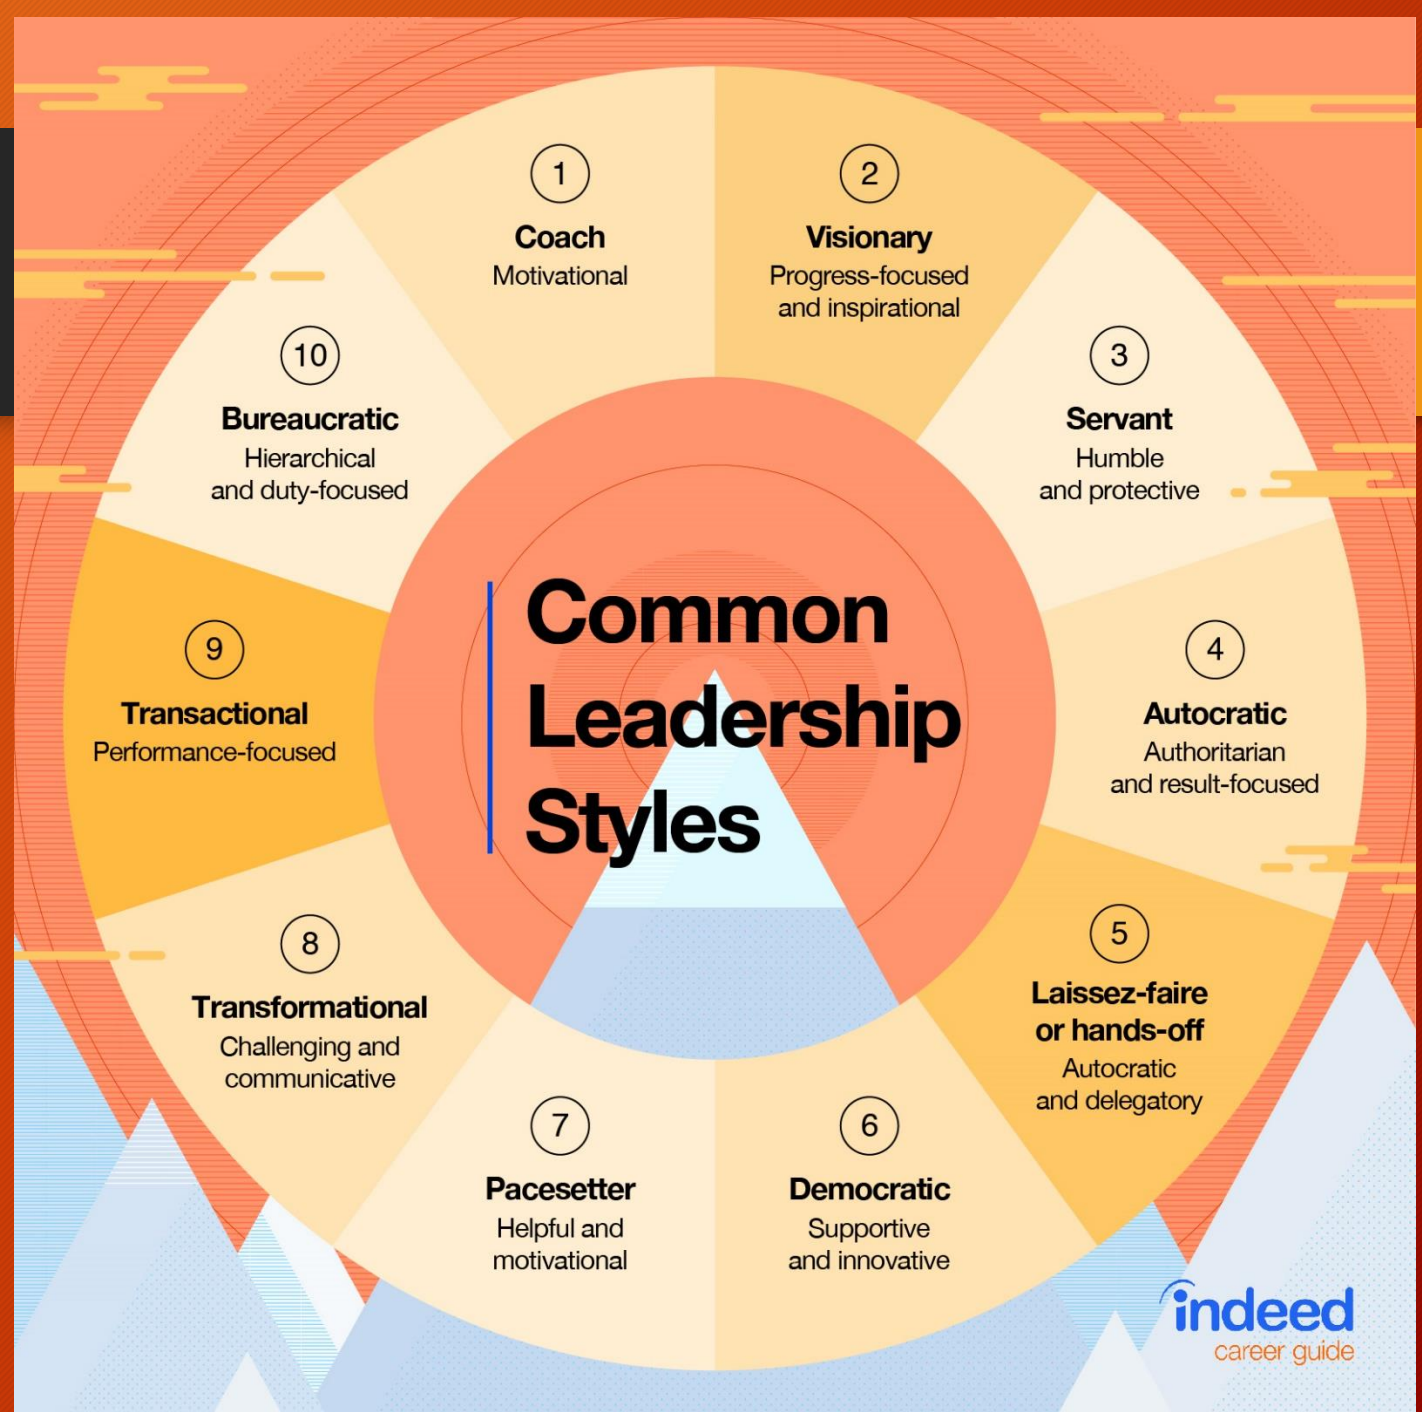 Common
Leadership
Styles
1
Coach
Motivational
2
Visionary
Progress-focused
and inspirational
3
Servant
Humble
and protective
4
Autocratic
Authoritarian
and result-focused
5
Laissez-faire
or hands-off
Autocratic
and delegatory
6
Democratic
Supportive
and innovative
7
Pacesetter
Helpful and
motivational
8
Transformational
Challenging and
communicative
9
Transactional
Performance-focused
10
Bureaucratic
Hierarchical
and duty-focused
indeed
career guide